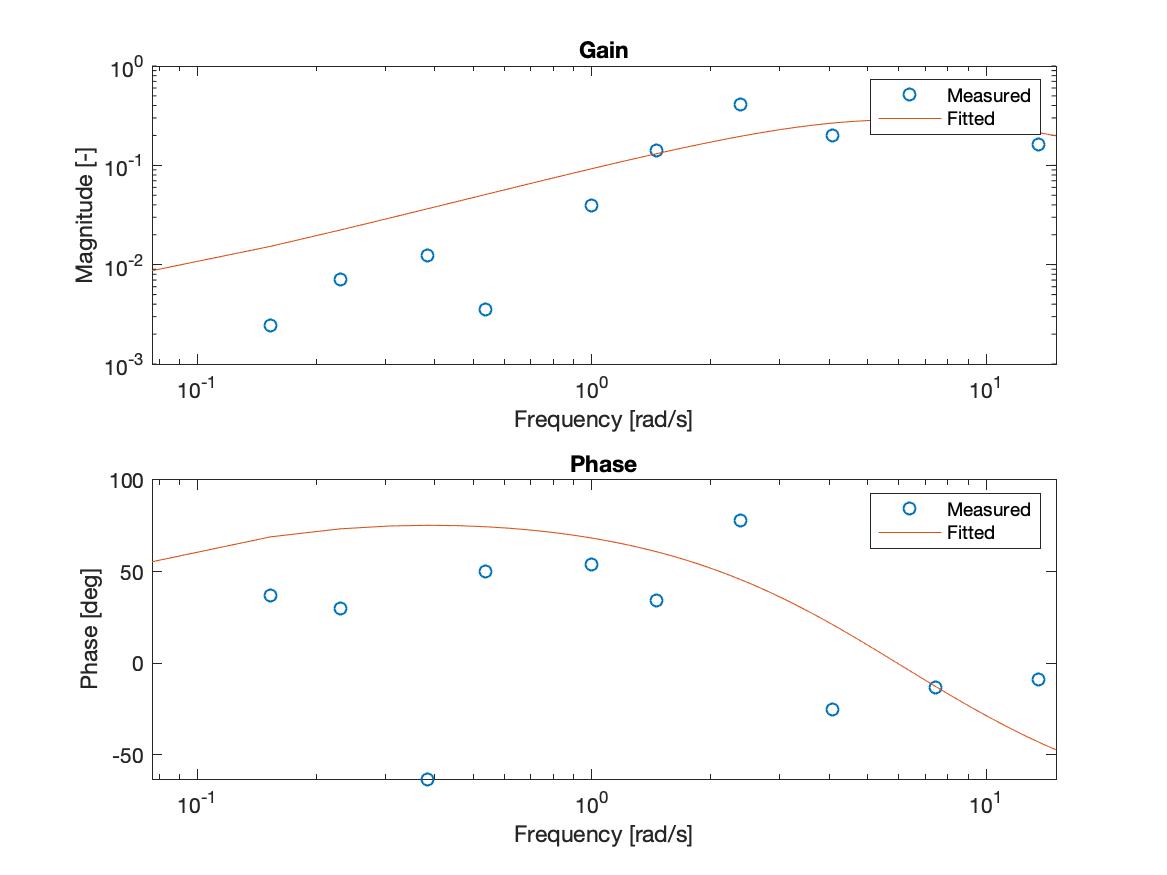 Gain
10^0
10^-1
10^-2
10^-3
Magnitude [-]
Measured
Fitted
10^-1
10^0
10^1
Frequency [rad/s]
Phase
100
50
0
-50
Phase [deg]
Measured
Fitted
10^-1
10^0
10^1
Frequency [rad/s]